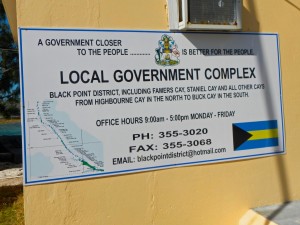 A GOVERNMENT CLOSER
TO THE PEOPLE ............ IS BETTER FOR THE PEOPLE.
LOCAL GOVERNMENT COMPLEX
BLACK POINT DISTRICT, INCLUDING FAMERS CAY, STANIEL CAY AND ALL OTHER CAYS
FROM HIGHBOURNE CAY IN THE NORTH TO BUCK CAY IN THE SOUTH.
OFFICE HOURS 9:00am - 5:00pm MONDAY - FRIDAY
PH: 355-3020
FAX: 355-3068
EMAIL: blackpointdistrict@hotmail.com